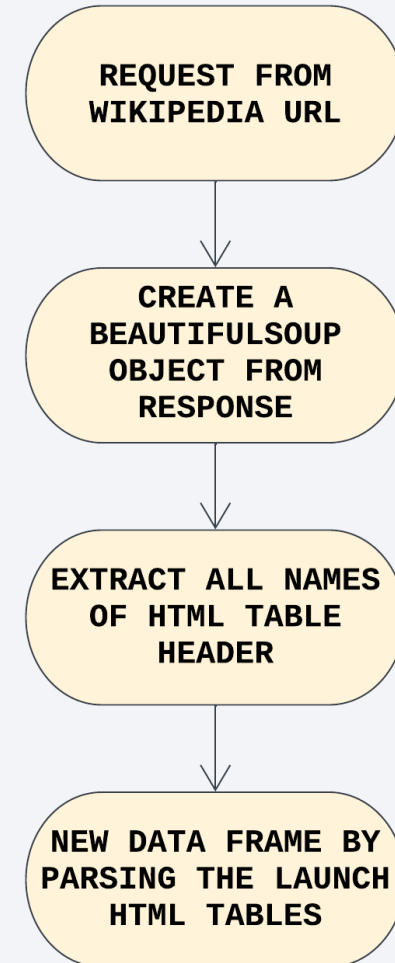 REQUEST FROM
WIKIPEDIA URL
CREATE A
BEAUTIFULSOUP
OBJECT FROM
RESPONSE
EXTRACT ALL NAMES
OF HTML TABLE
HEADER
NEW DATA FRAME BY
PARSING THE LAUNCH
HTML TABLES